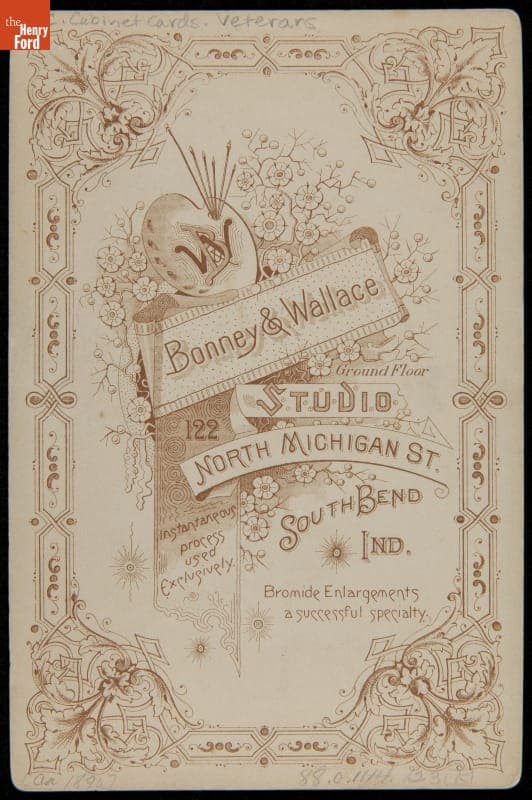 the
Henry
Ford
Cabinet Cards. Veterans
BW
Bonney & Wallace
Ground Floor
STUDIO
122
NORTH MICHIGAN ST.
SOUTH BEND
IND.
instantaneous
process
used
Exclusively.
Bromide Enlargements
a successful specialty.